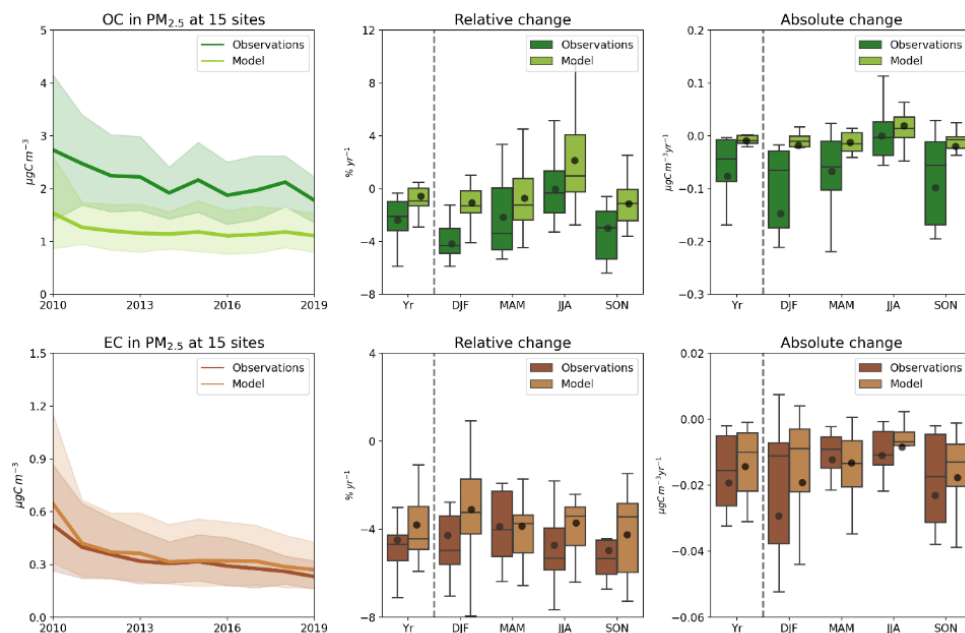 OC in PM2.5 at 15 sites
Relative change
Absolute change
5
4
3
2
1
0
µgC m⁻³
Observations
Model
2010
2013
2016
2019
12
8
4
0
−4
−8
% yr⁻¹
Observations
Model
Yr
DJF
MAM
JJA
SON
0.2
0.1
0.0
−0.1
−0.2
−0.3
µgC m⁻³yr⁻¹
Observations
Model
Yr
DJF
MAM
JJA
SON
EC in PM2.5 at 15 sites
Relative change
Absolute change
1.5
1.2
0.9
0.6
0.3
0.0
µgC m⁻³
Observations
Model
2010
2013
2016
2019
4
0
−4
−8
% yr⁻¹
Observations
Model
Yr
DJF
MAM
JJA
SON
0.02
0.00
−0.02
−0.04
−0.06
µgC m⁻³yr⁻¹
Observations
Model
Yr
DJF
MAM
JJA
SON